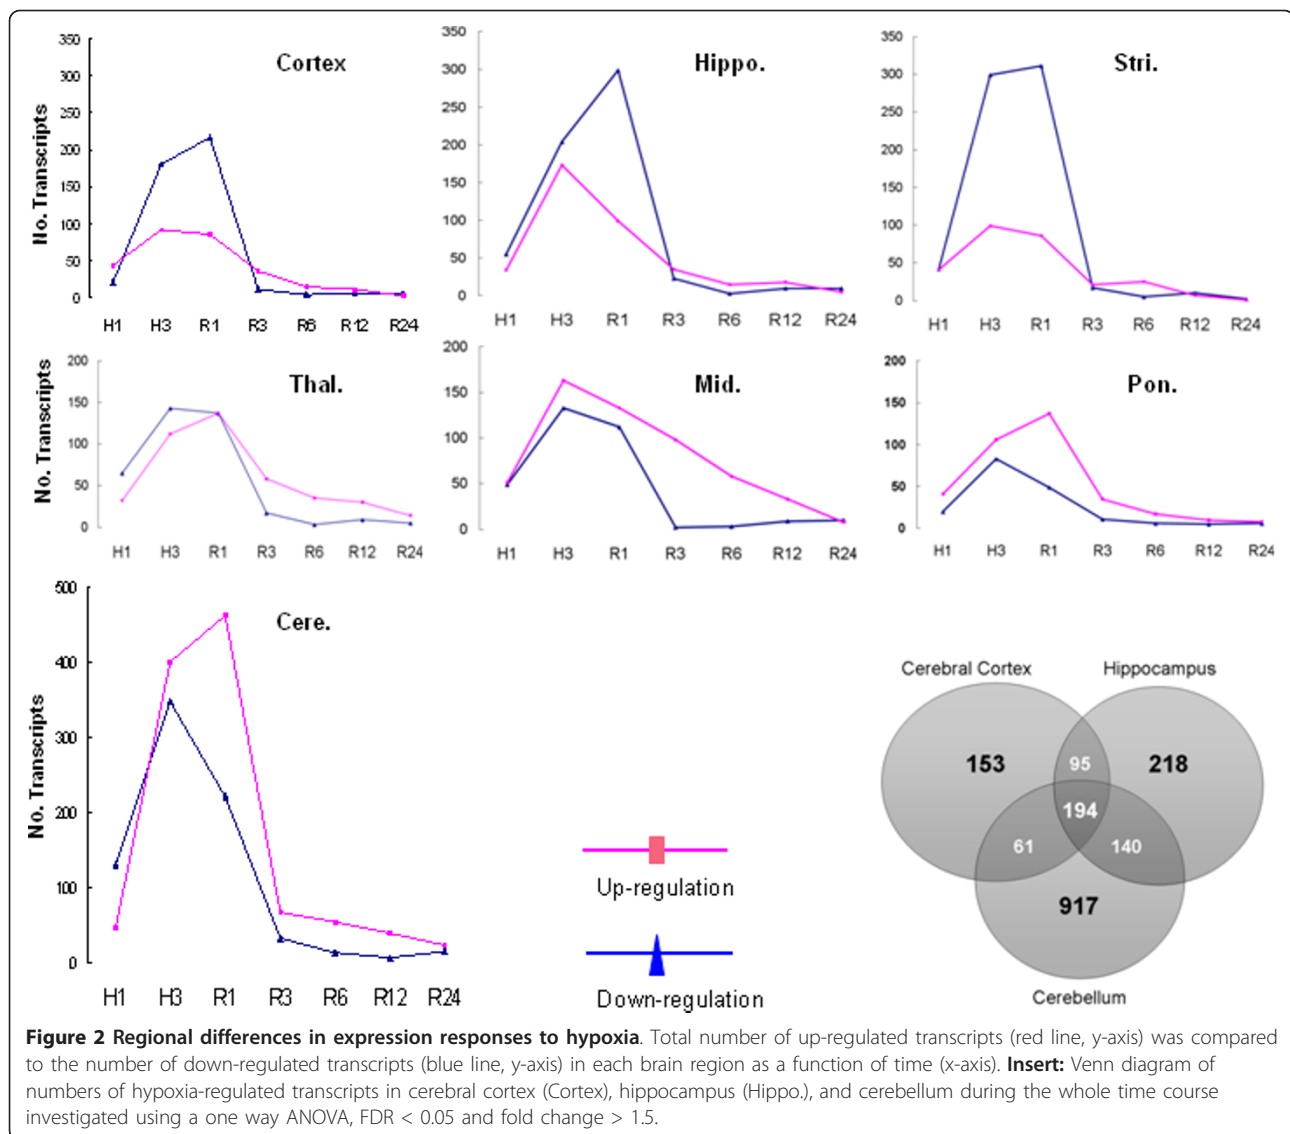 350
300
250
200
150
100
50
0
No. Transcripts
Cortex
H1 H3 R1 R3 R6 R12 R24
350
300
250
200
150
100
50
0
Hippo.
H1 H3 R1 R3 R6 R12 R24
350
300
250
200
150
100
50
0
Stri.
H1 H3 R1 R3 R6 R12 R24
200
150
100
50
0
No. Transcripts
Thal.
H1 H3 R1 R3 R6 R12 R24
200
150
100
50
0
Mid.
H1 H3 R1 R3 R6 R12 R24
200
150
100
50
0
Pon.
H1 H3 R1 R3 R6 R12 R24
500
400
300
200
100
0
No. Transcripts
Cere.
H1 H3 R1 R3 R6 R12 R24
Up-regulation
Down-regulation
Cerebral Cortex Hippocampus
153 95 218
194
61 140
917
Cerebellum
Figure 2 Regional differences in expression responses to hypoxia. Total number of up-regulated transcripts (red line, y-axis) was compared
to the number of down-regulated transcripts (blue line, y-axis) in each brain region as a function of time (x-axis). Insert: Venn diagram of
numbers of hypoxia-regulated transcripts in cerebral cortex (Cortex), hippocampus (Hippo.), and cerebellum during the whole time course
investigated using a one way ANOVA, FDR < 0.05 and fold change > 1.5.